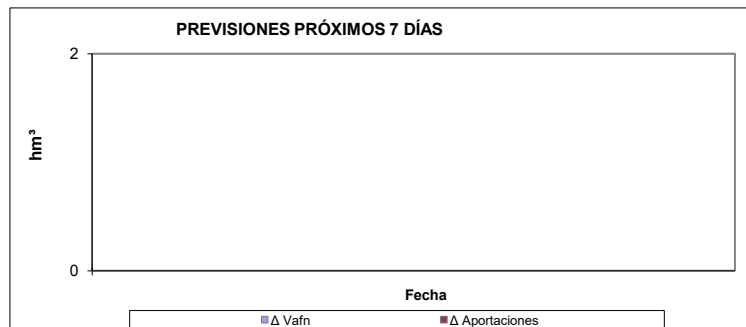 PREVISIONES PRÓXIMOS 7 DÍAS
2
hm³
0
Fecha
Δ Vafn Δ Aportaciones